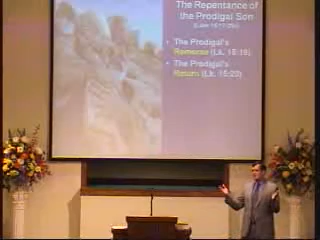 The Repentance of
the Prodigal Son
• The Prodigal's
Remorse (Lk. 15:18)
• The Prodigal's
Return (Lk. 15:20)